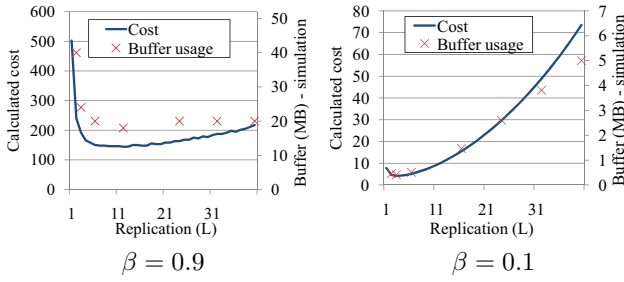 Cost
Buffer usage
Calculated cost
600
500
400
300
200
100
0
50
40
30
20
10
0
Buffer (MB) - simulation
1 11 21 31
Replication (L)
β = 0.9
Cost
Buffer usage
Calculated cost
80
70
60
50
40
30
20
10
0
7
6
5
4
3
2
1
0
Buffer (MB) - simulation
1 11 21 31
Replication (L)
β = 0.1